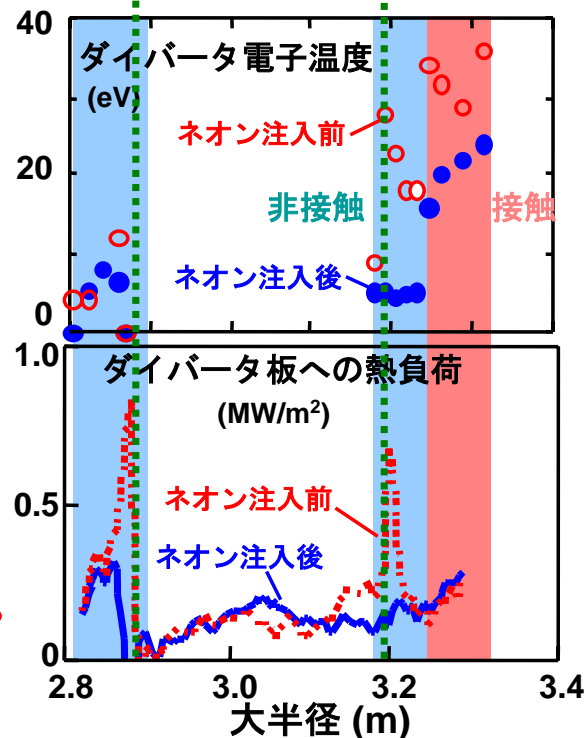 40
ダイバータ電子温度
(eV)
ネオン注入前
20
非接触
接触
ネオン注入後
0
1.0
ダイバータ板への熱負荷
(MW/m²)
ネオン注入前
0.5
ネオン注入後
0
2.8 3.0 3.2 3.4
大半径 (m)